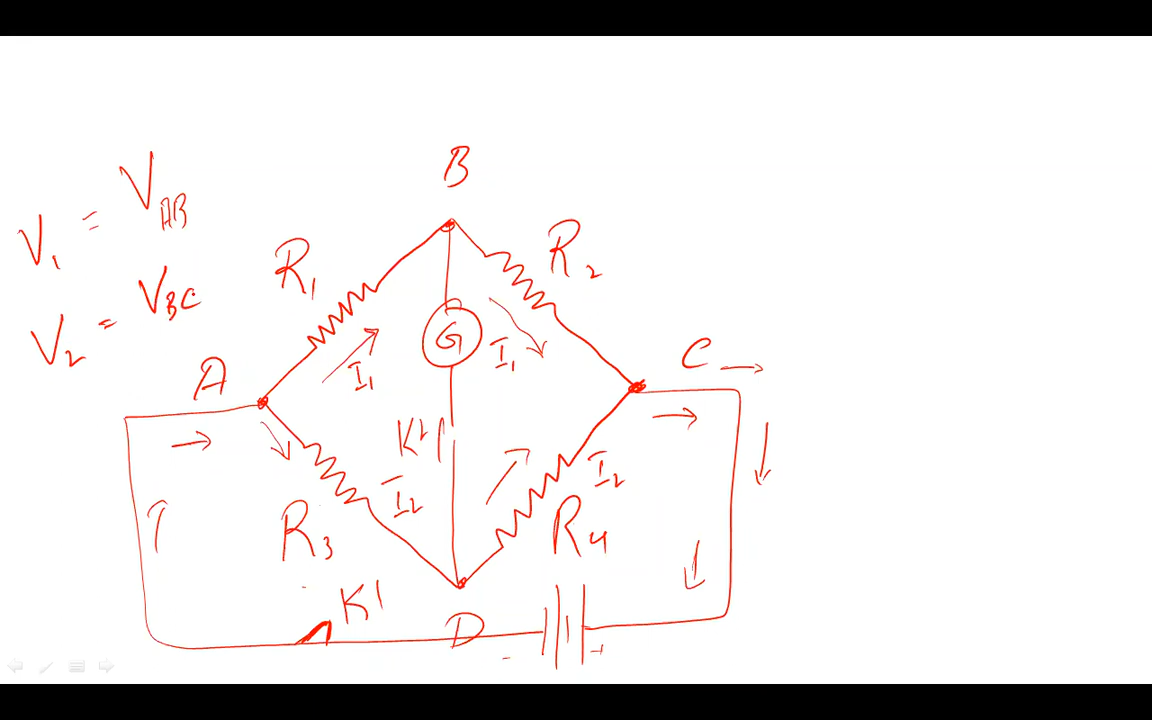 B
V1 = VAB
R1
R2
V2 = VBC
G
I1
I1
A
C
K2
I2
I2
R3
R4
K1
D
- +